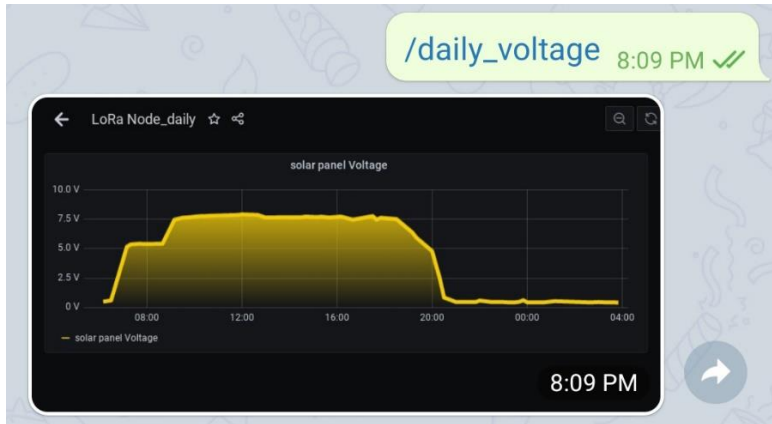 /daily_voltage 8:09 PM
LoRa Node_daily
solar panel Voltage
10.0 V
7.5 V
5.0 V
2.5 V
0 V
08:00 12:00 16:00 20:00 00:00 04:00
solar panel Voltage
8:09 PM